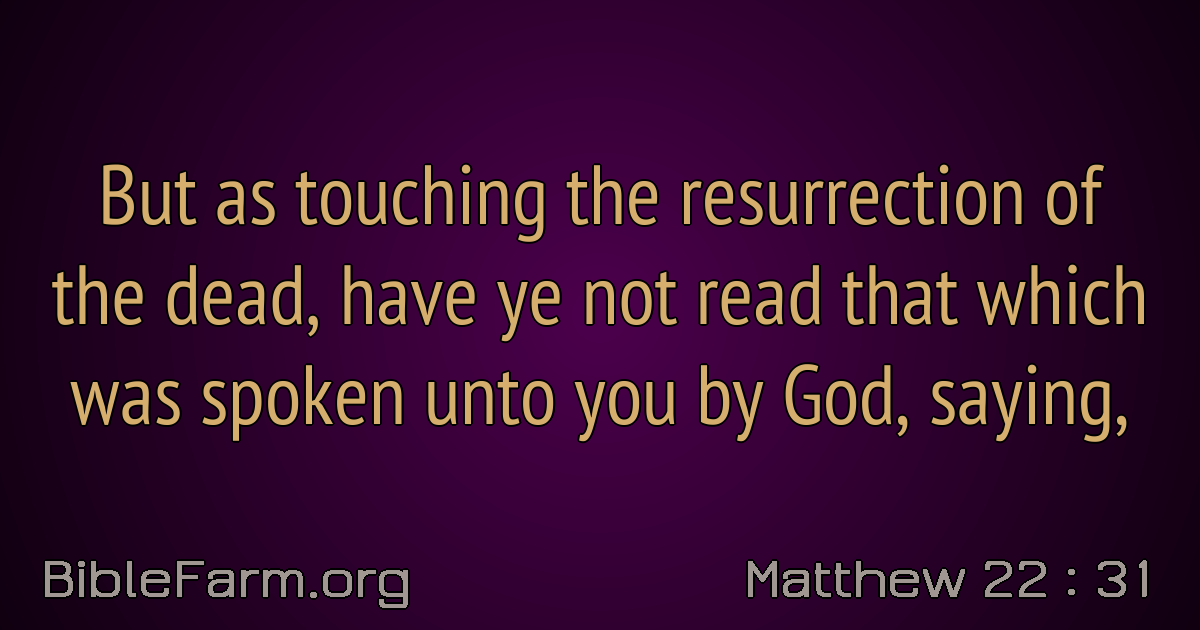 But as touching the resurrection of
the dead, have ye not read that which
was spoken unto you by God, saying,
BibleFarm.org
Matthew 22 : 31